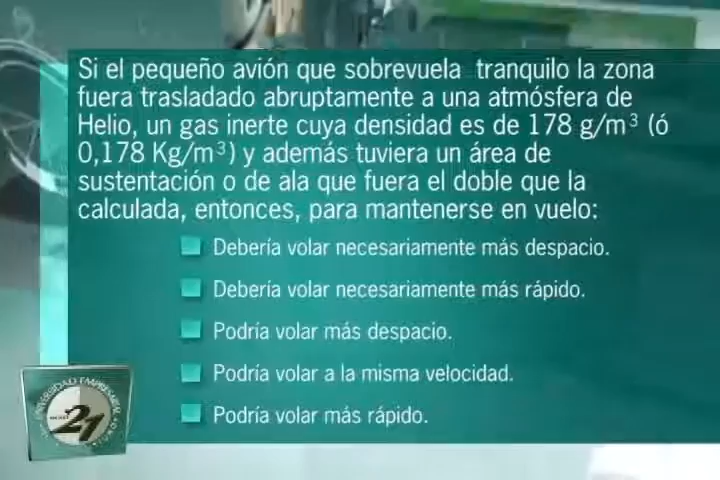 Si el pequeño avión que sobrevuela tranquilo la zona
fuera trasladado abruptamente a una atmósfera de
Helio, un gas inerte cuya densidad es de 178 g/m³ (ó
0,178 Kg/m³) y además tuviera un área de
sustentación o de ala que fuera el doble que la
calculada, entonces, para mantenerse en vuelo:
Debería volar necesariamente más despacio.
Debería volar necesariamente más rápido.
Podría volar más despacio.
Podría volar a la misma velocidad.
Podría volar más rápido.
21